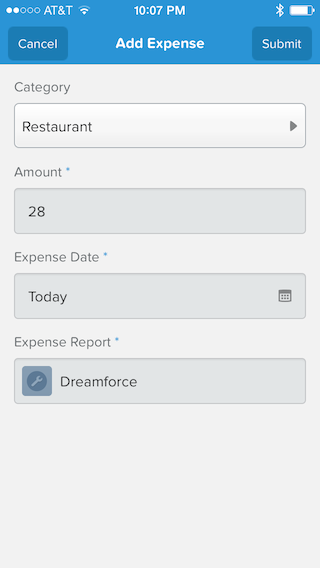 AT&T 10:07 PM
Cancel Add Expense Submit
Category
Restaurant
Amount *
28
Expense Date *
Today
Expense Report *
Dreamforce